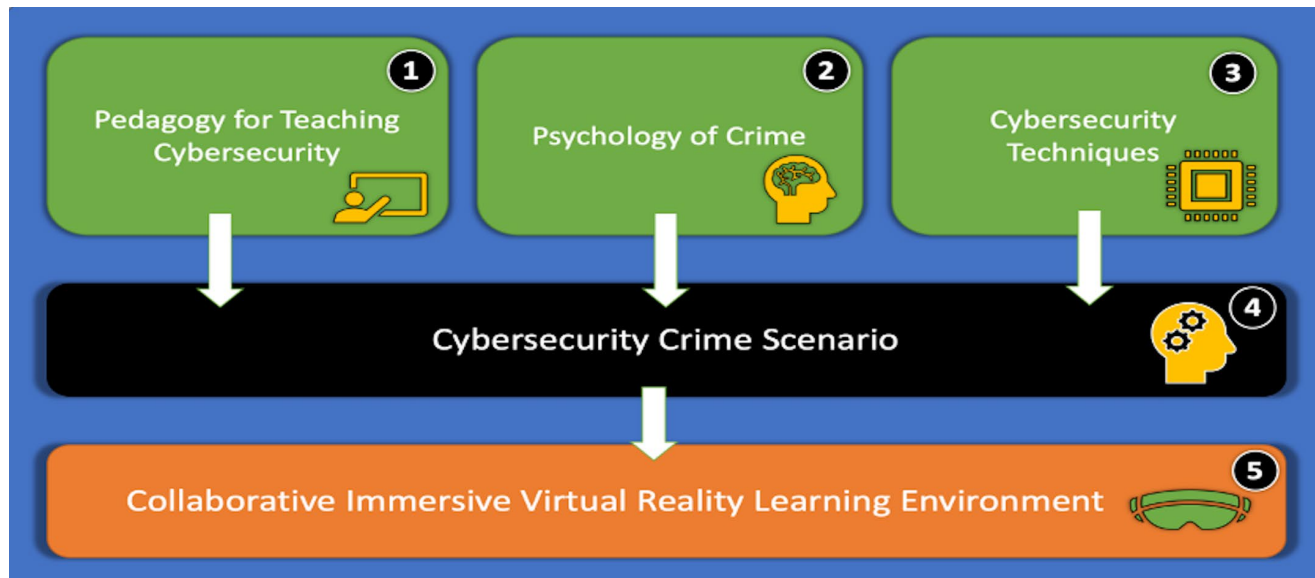 1
Pedagogy for Teaching
Cybersecurity
2
Psychology of Crime
3
Cybersecurity
Techniques
4
Cybersecurity Crime Scenario
5
Collaborative Immersive Virtual Reality Learning Environment